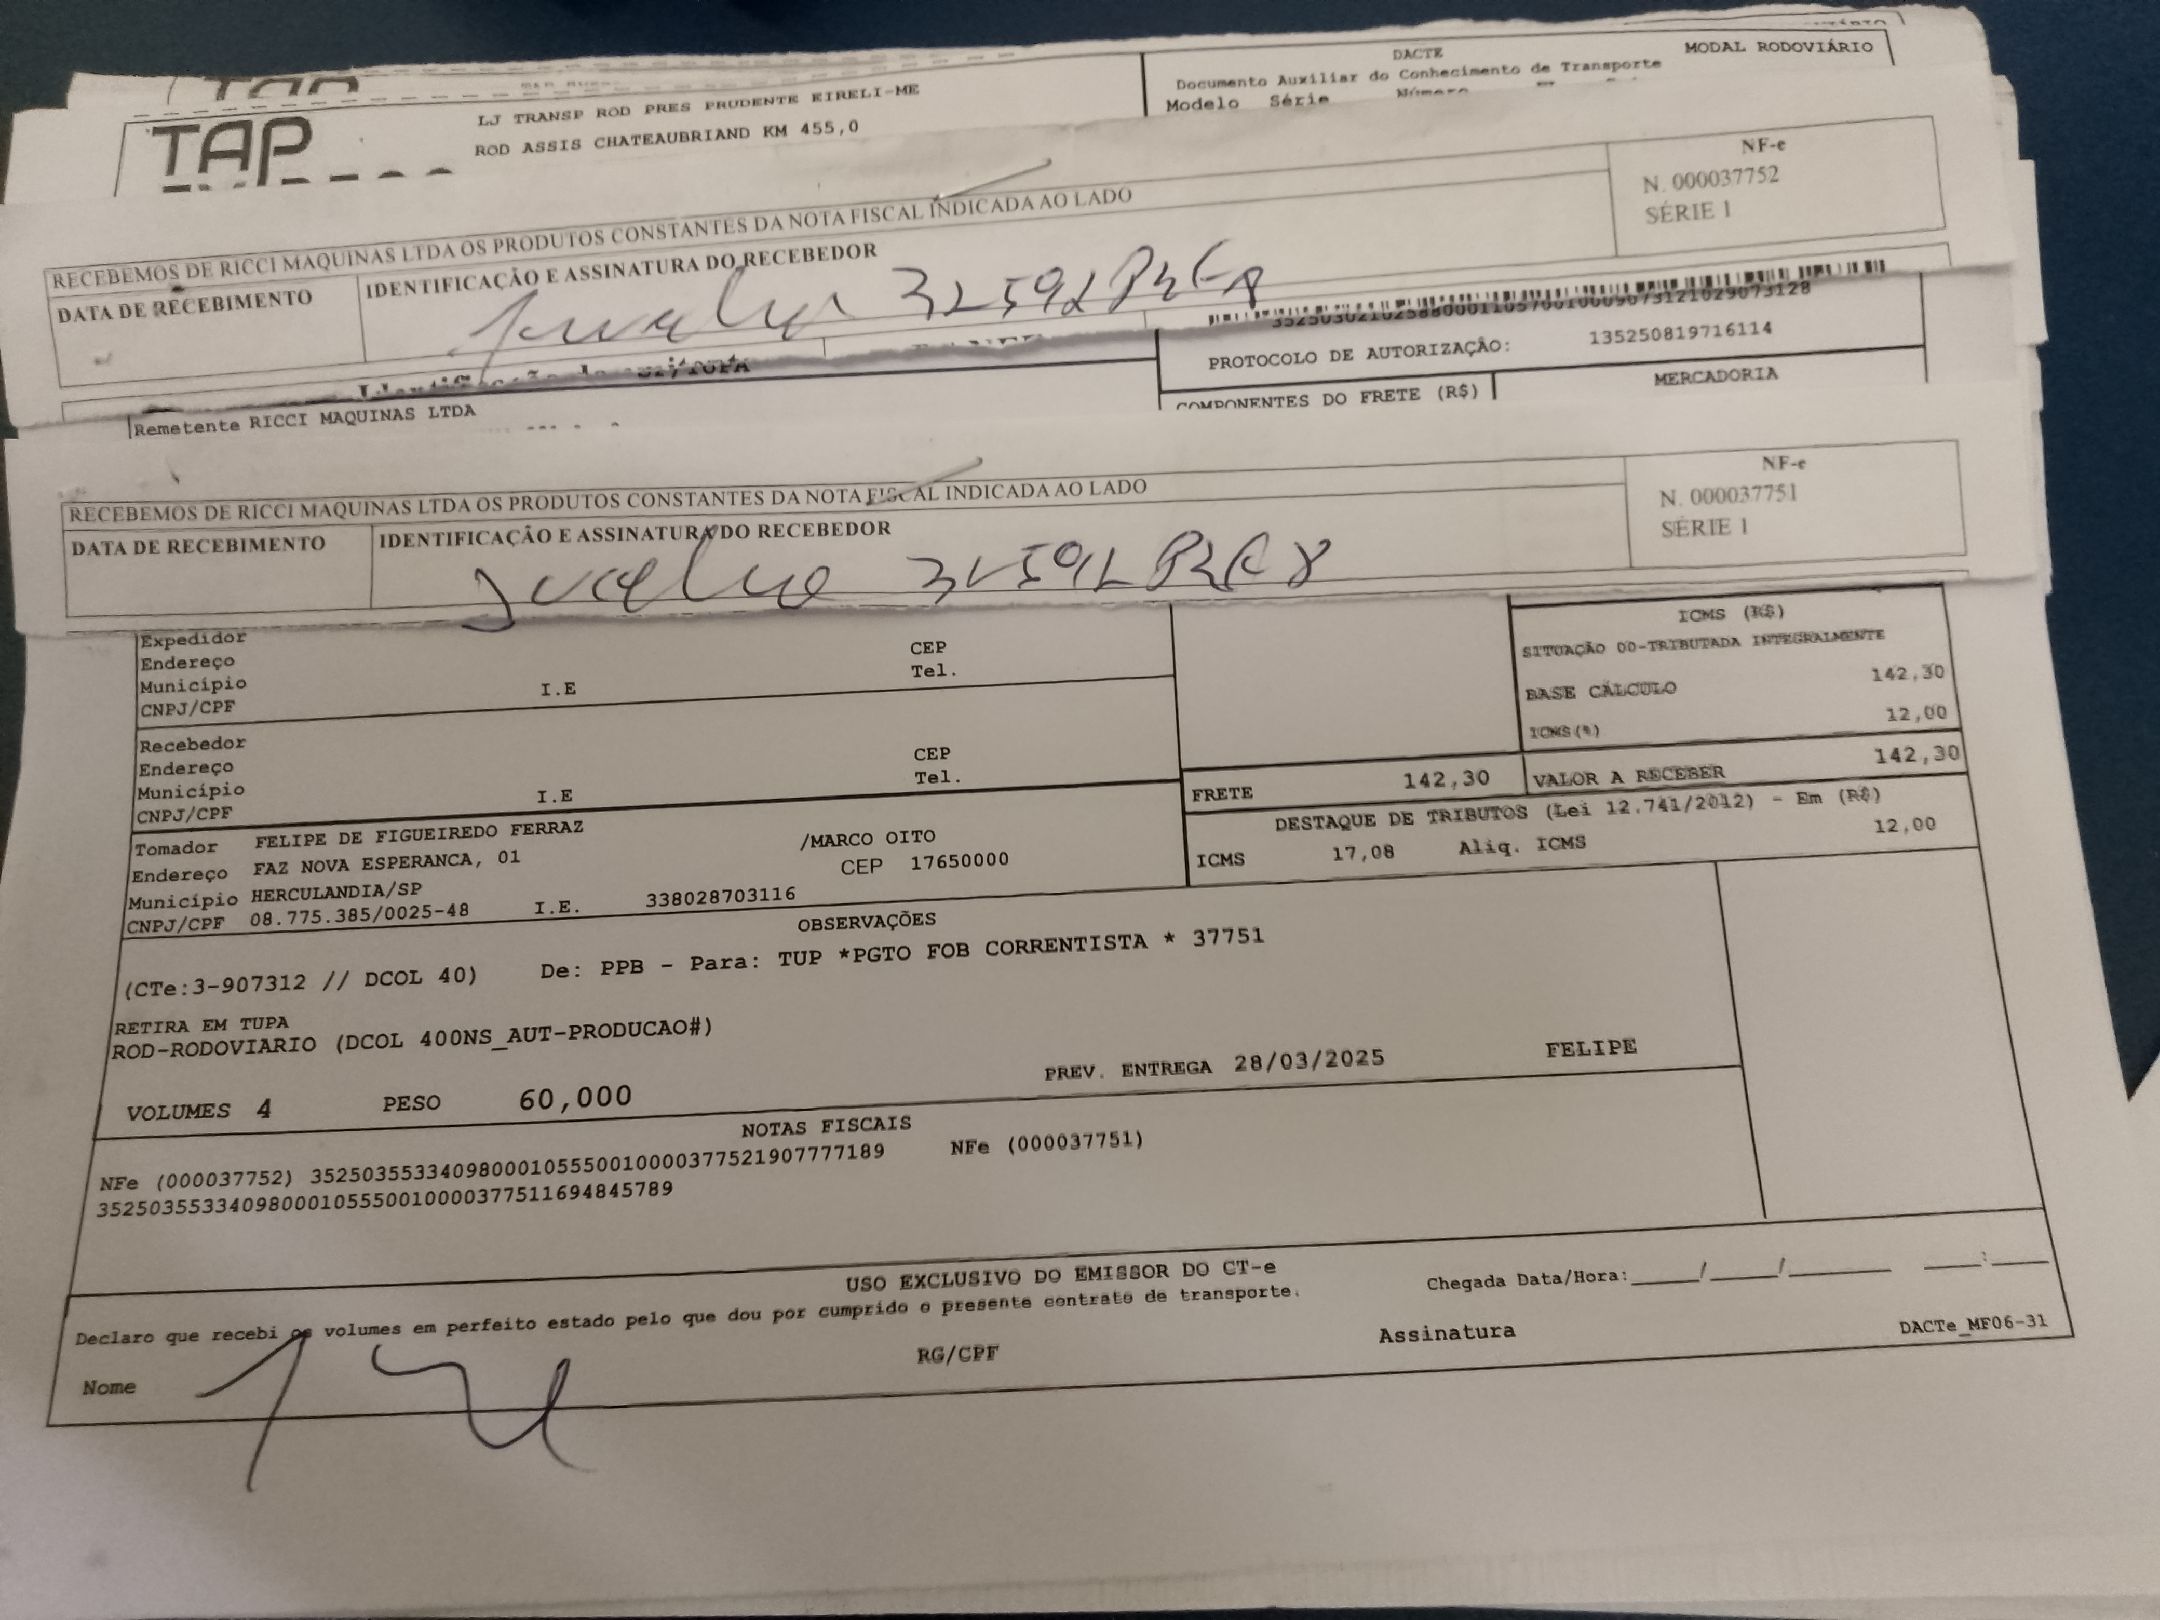 DACTE
MODAL RODOVIÁRIO
LJ TRANSP ROD PRES PRUDENTE EIRELI-ME
Documento Auxiliar do Conhecimento de Transporte
TAP
ROD ASSIS CHATEAUBRIAND KM 455,0
Modelo Série Número
NF-e
N. 000037752
SÉRIE 1
RECEBEMOS DE RICCI MAQUINAS LTDA OS PRODUTOS CONSTANTES DA NOTA FISCAL INDICADA AO LADO
DATA DE RECEBIMENTO
IDENTIFICAÇÃO E ASSINATURA DO RECEBEDOR
PROTOCOLO DE AUTORIZAÇÃO: 135250819716114
COMPONENTES DO FRETE (R$) MERCADORIA
Remetente RICCI MAQUINAS LTDA
NF-e
N. 000037751
SÉRIE 1
RECEBEMOS DE RICCI MAQUINAS LTDA OS PRODUTOS CONSTANTES DA NOTA FISCAL INDICADA AO LADO
DATA DE RECEBIMENTO
IDENTIFICAÇÃO E ASSINATURA DO RECEBEDOR
Expedidor
Endereço CEP
Município I.E Tel.
CNPJ/CPF
ICMS (R$)
SITUAÇÃO 00-TRIBUTADA INTEGRALMENTE
BASE CÁLCULO 142,30
ICMS(%) 12,00
Recebedor
Endereço CEP
Município I.E Tel.
CNPJ/CPF
FRETE 142,30 VALOR A RECEBER 142,30
DESTAQUE DE TRIBUTOS (Lei 12.741/2012) - Em (R$)
ICMS 17,08 Aliq. ICMS 12,00
Tomador FELIPE DE FIGUEIREDO FERRAZ /MARCO OITO
Endereço FAZ NOVA ESPERANCA, 01 CEP 17650000
Município HERCULANDIA/SP
CNPJ/CPF 08.775.385/0025-48 I.E. 338028703116
OBSERVAÇÕES
(CTe:3-907312 // DCOL 40) De: PPB - Para: TUP *PGTO FOB CORRENTISTA * 37751
RETIRA EM TUPA
ROD-RODOVIARIO (DCOL 400NS_AUT-PRODUCAO#)
VOLUMES 4 PESO 60,000 PREV. ENTREGA 28/03/2025 FELIPE
NOTAS FISCAIS
NFe (000037752) 35250355334098000105550010000377521907777189 NFe (000037751)
35250355334098000105550010000377511694845789
USO EXCLUSIVO DO EMISSOR DO CT-e
Declaro que recebi os volumes em perfeito estado pelo que dou por cumprido o presente contrato de transporte.
Chegada Data/Hora:_____/_____/________ ____:____
Nome RG/CPF Assinatura DACTe_MF06-31